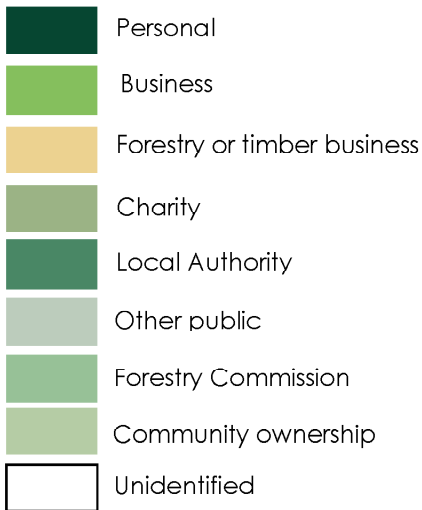 Personal
Business
Forestry or timber business
Charity
Local Authority
Other public
Forestry Commission
Community ownership
Unidentified